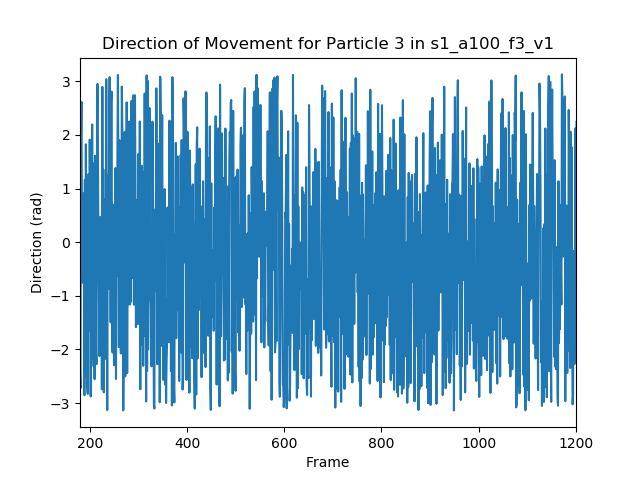 Direction of Movement for Particle 3 in s1_a100_f3_v1
3
2
1
0
−1
−2
−3
Direction (rad)
200 400 600 800 1000 1200
Frame